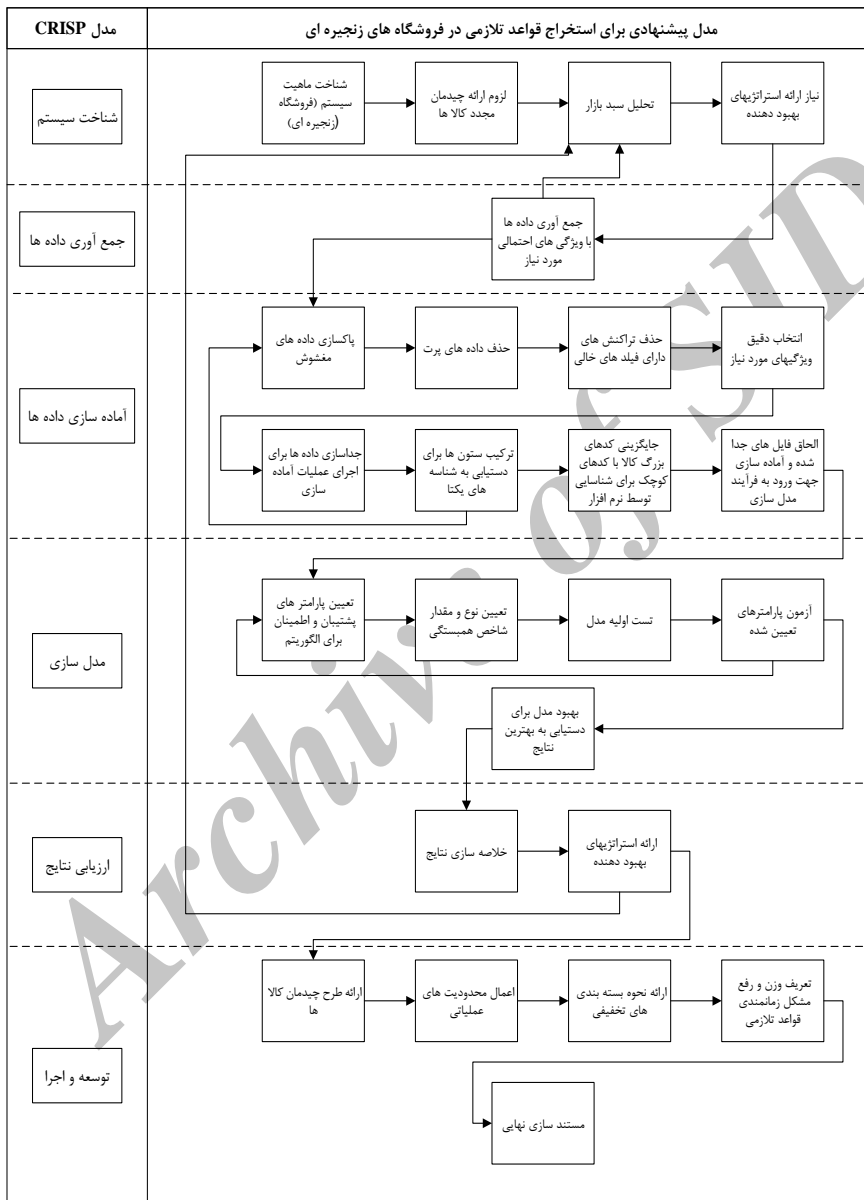 مدل پیشنهادی برای استخراج قواعد تلازمی در فروشگاه های زنجیره ای
مدل CRISP
شناخت سیستم
شناخت ماهیت
سیستم (فروشگاه
زنجیره ای)
لزوم ارائه چیدمان
مجدد کالا ها
تحلیل سبد بازار
نیاز ارائه استراتژیهای
بهبود دهنده
جمع آوری داده ها
جمع آوری داده ها
با ویژگی های احتمالی
مورد نیاز
آماده سازی داده ها
پاکسازی داده های
مغشوش
حذف داده های پرت
حذف تراکنش های
دارای فیلد های خالی
انتخاب دقیق
ویژگیهای مورد نیاز
جداسازی داده ها برای
اجرای عملیات آماده
سازی
ترکیب ستون ها برای
دستیابی به شناسه
های یکتا
جایگزینی کدهای
بزرگ کالا با کدهای
کوچک برای شناسایی
توسط نرم افزار
الحاق فایل های جدا
شده و آماده سازی
جهت ورود به فرآیند
مدل سازی
مدل سازی
تعیین پارامتر های
پشتیبان و اطمینان
برای الگوریتم
تعیین نوع و مقدار
شاخص همبستگی
تست اولیه مدل
آزمون پارامترهای
تعیین شده
بهبود مدل برای
دستیابی به بهترین
نتایج
ارزیابی نتایج
خلاصه سازی نتایج
ارائه استراتژیهای
بهبود دهنده
توسعه و اجرا
ارائه طرح چیدمان کالا
ها
اعمال محدودیت های
عملیاتی
ارائه نحوه بسته بندی
های تخفیفی
تعریف وزن و رفع
مشکل زمانمندی
قواعد تلازمی
مستند سازی نهایی
Archive of SID